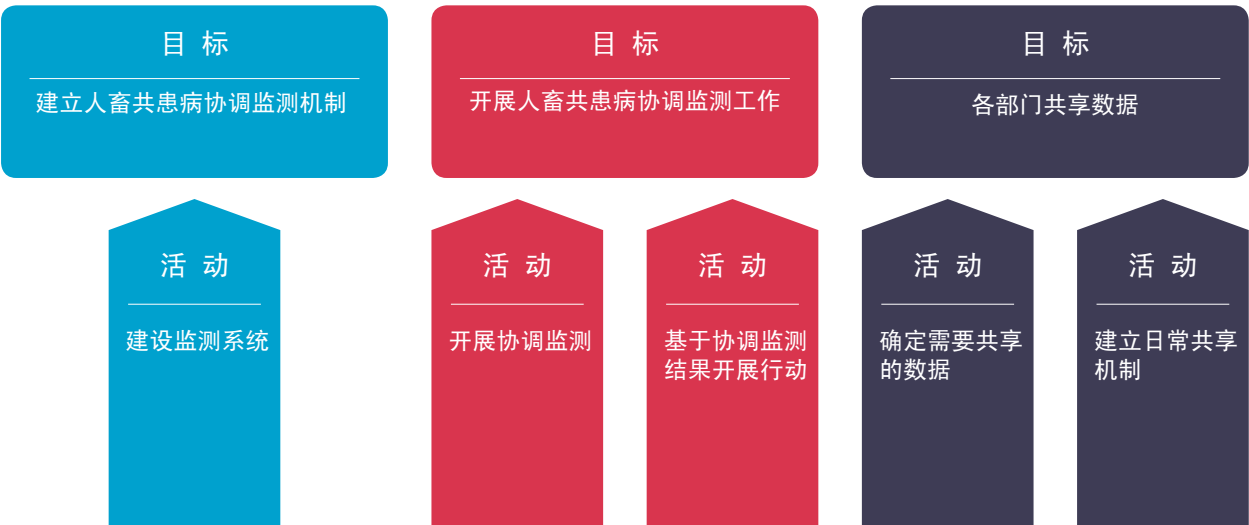 目标
建立人畜共患病协调监测机制
目标
开展人畜共患病协调监测工作
目标
各部门共享数据
活动
建设监测系统
活动
开展协调监测
活动
基于协调监测
结果开展行动
活动
确定需要共享
的数据
活动
建立日常共享
机制